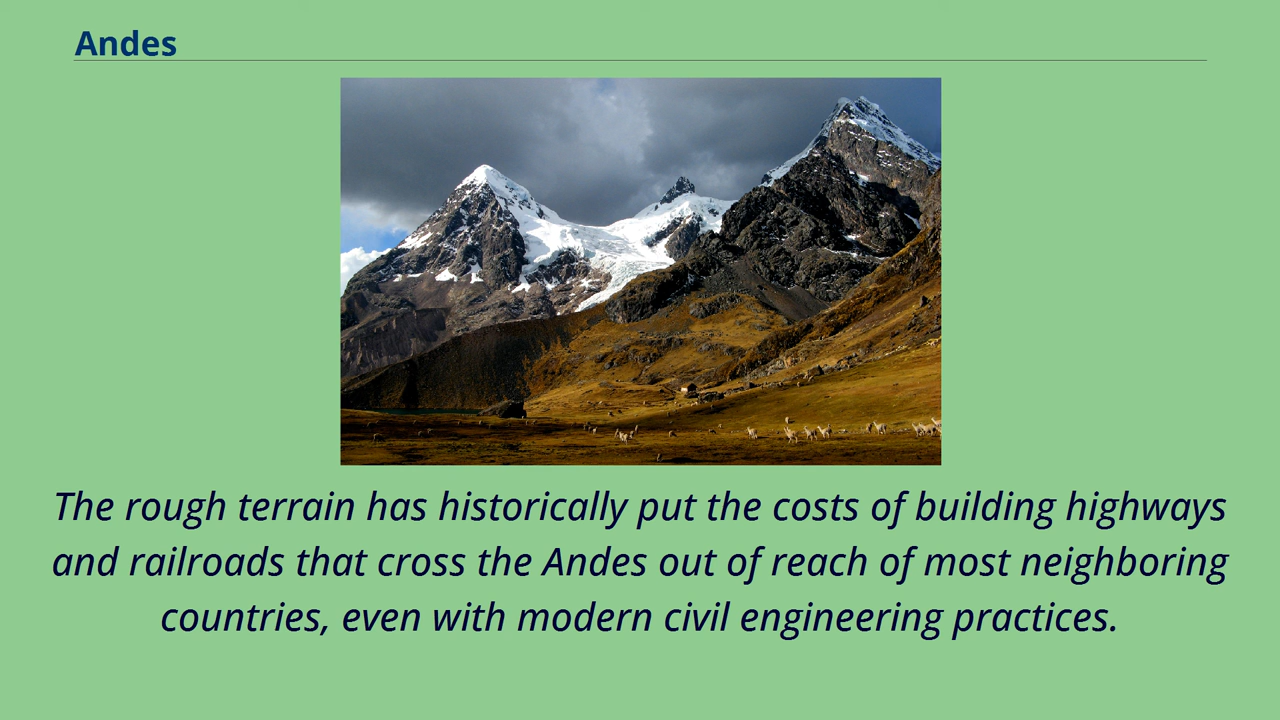 Andes
The rough terrain has historically put the costs of building highways
and railroads that cross the Andes out of reach of most neighboring
countries, even with modern civil engineering practices.